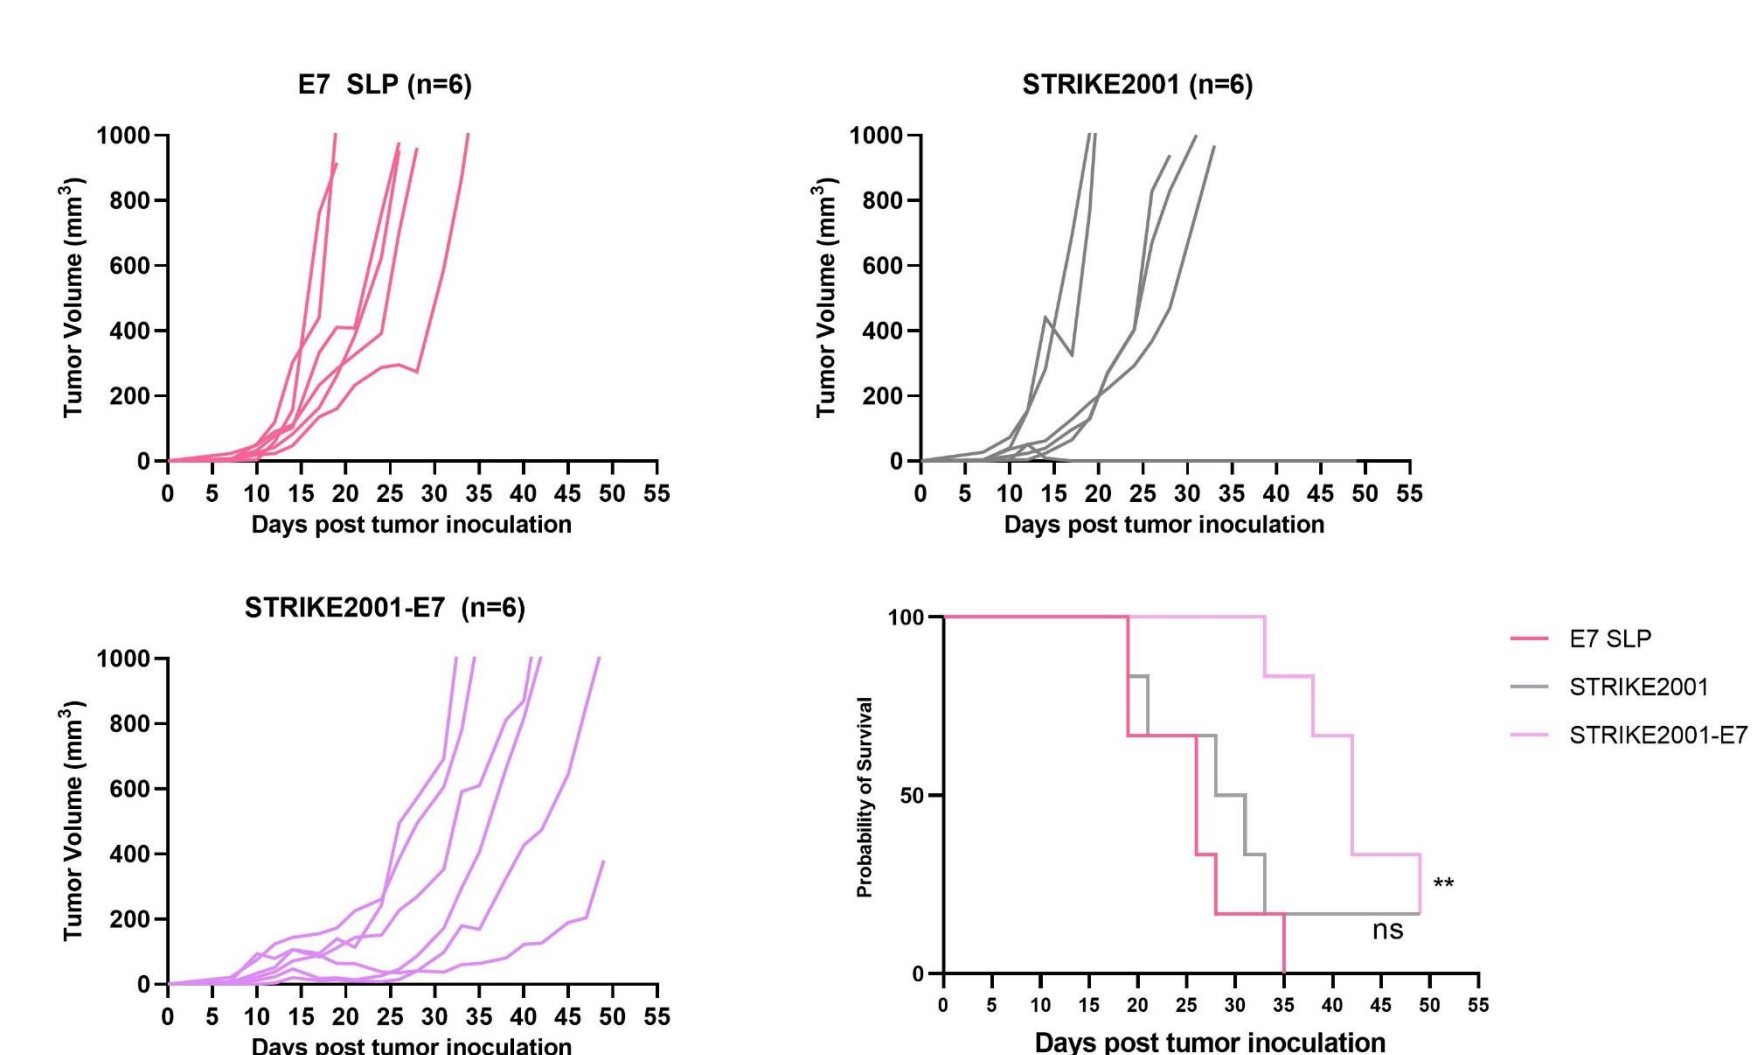 E7 SLP (n=6)
Tumor Volume (mm3)
1000
800
600
400
200
0
0 5 10 15 20 25 30 35 40 45 50 55
Days post tumor inoculation
STRIKE2001 (n=6)
Tumor Volume (mm3)
1000
800
600
400
200
0
0 5 10 15 20 25 30 35 40 45 50 55
Days post tumor inoculation
STRIKE2001-E7 (n=6)
Tumor Volume (mm3)
1000
800
600
400
200
0
0 5 10 15 20 25 30 35 40 45 50 55
Days post tumor inoculation
Probability of Survival
100
50
0
0 5 10 15 20 25 30 35 40 45 50 55
Days post tumor inoculation
**
ns
E7 SLP
STRIKE2001
STRIKE2001-E7